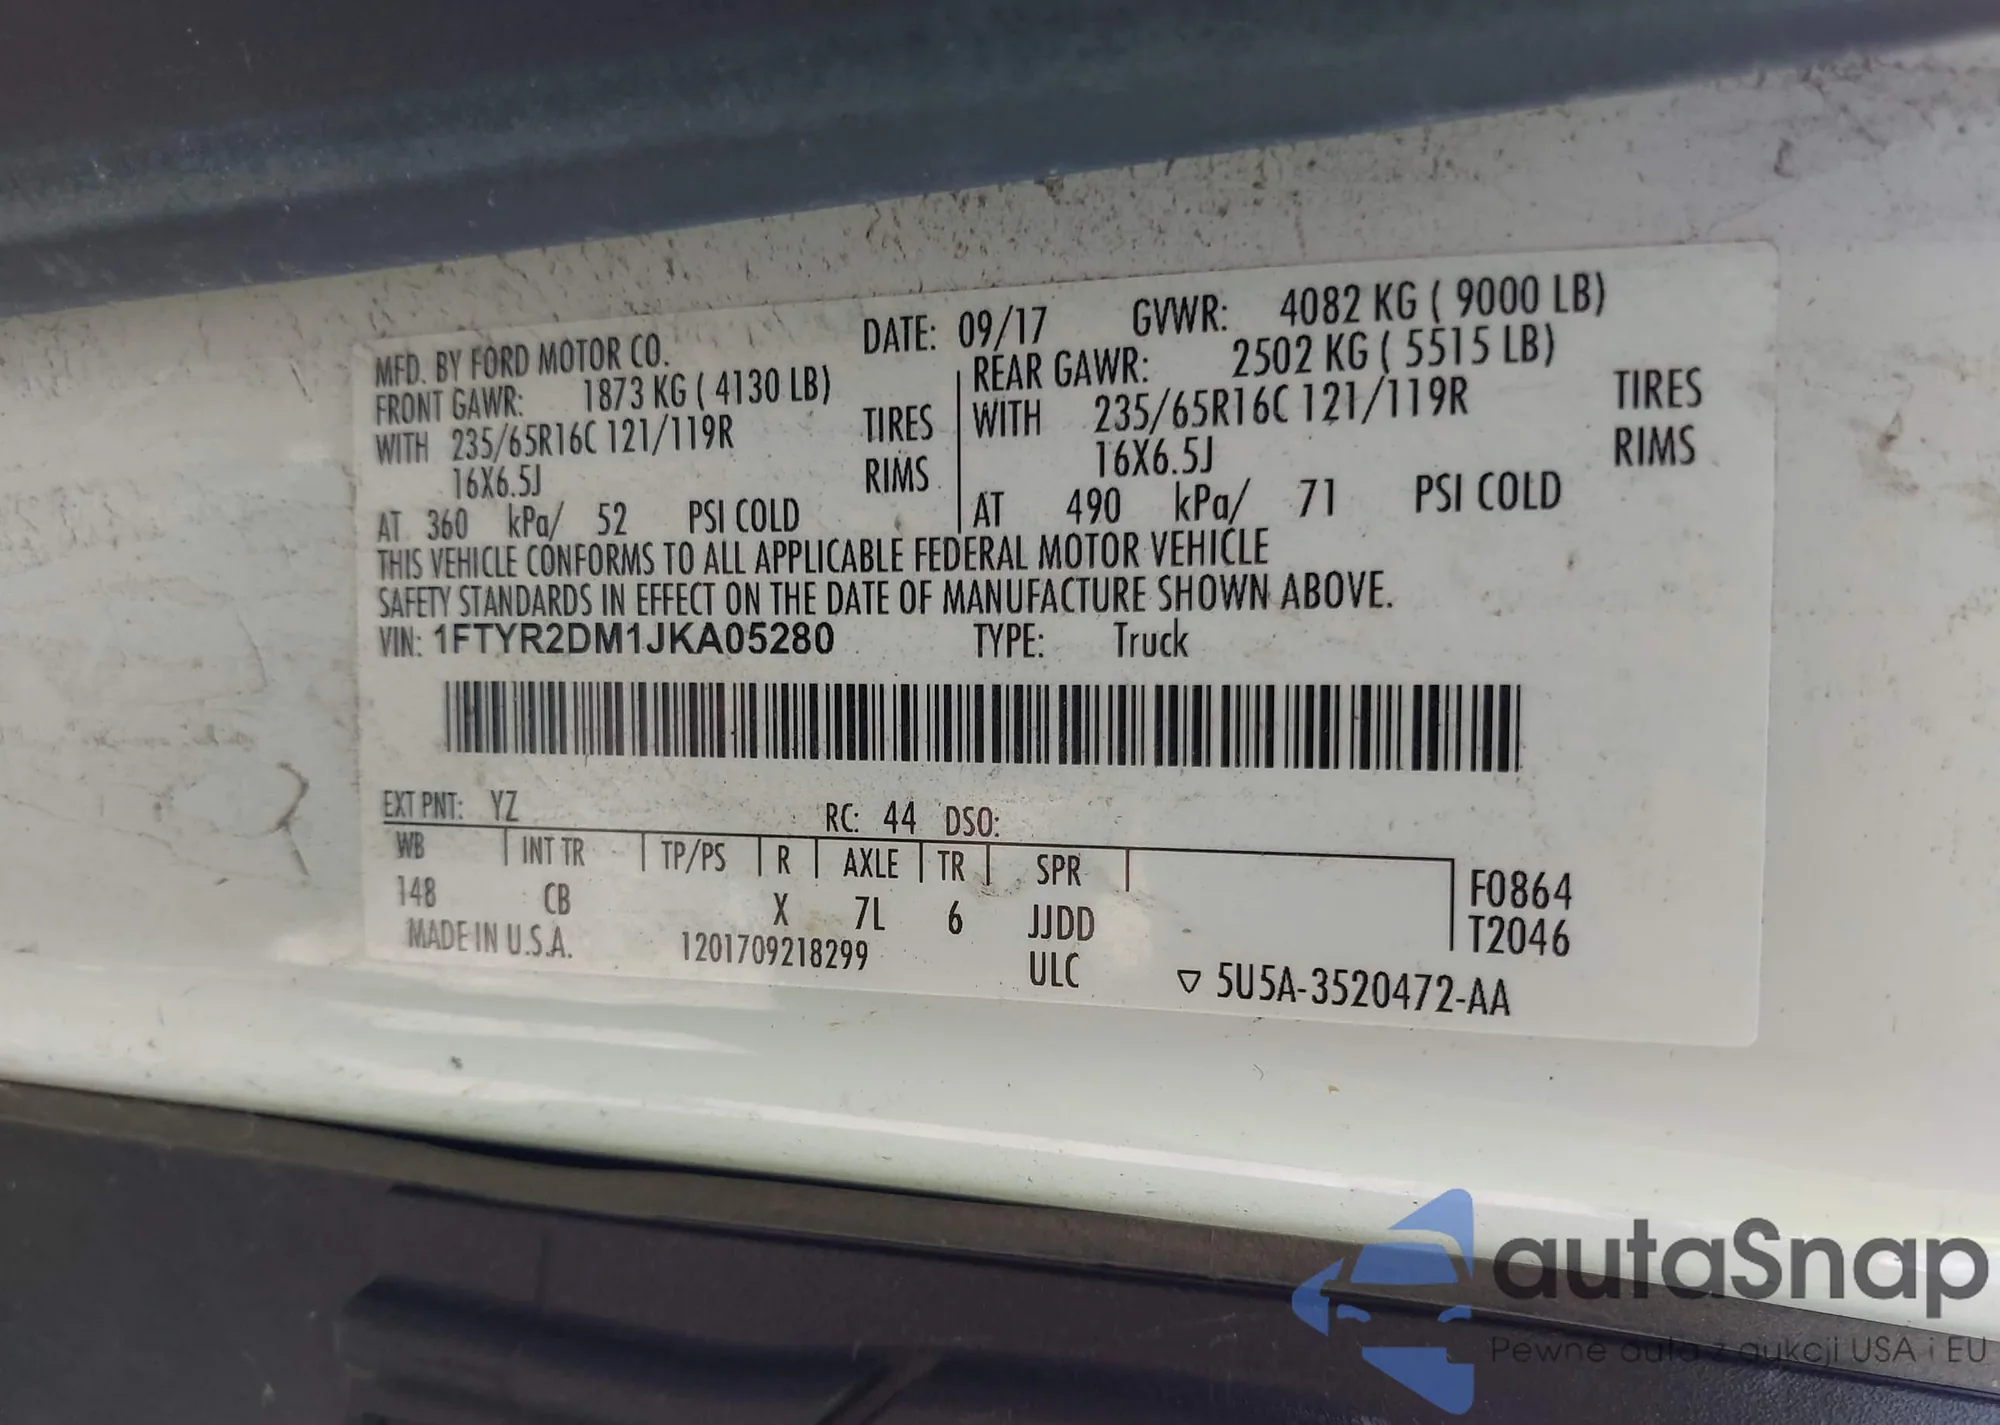 MFD. BY FORD MOTOR CO. DATE: 09/17 GVWR: 4082 KG ( 9000 LB)
FRONT GAWR: 1873 KG ( 4130 LB) REAR GAWR: 2502 KG ( 5515 LB)
WITH 235/65R16C 121/119R TIRES WITH 235/65R16C 121/119R TIRES
16X6.5J RIMS 16X6.5J RIMS
AT 360 kPa/ 52 PSI COLD AT 490 kPa/ 71 PSI COLD
THIS VEHICLE CONFORMS TO ALL APPLICABLE FEDERAL MOTOR VEHICLE
SAFETY STANDARDS IN EFFECT ON THE DATE OF MANUFACTURE SHOWN ABOVE.
VIN: 1FTYR2DM1JKA05280 TYPE: Truck
EXT PNT: YZ RC: 44 DSO:
WB INT TR TP/PS R AXLE TR SPR
148 CB X 7L 6 JJDD F0864
MADE IN U.S.A. 1201709218299 ULC T2046
▽ 5U5A-3520472-AA
autaSnap
Pewne auta z aukcji USA i EU